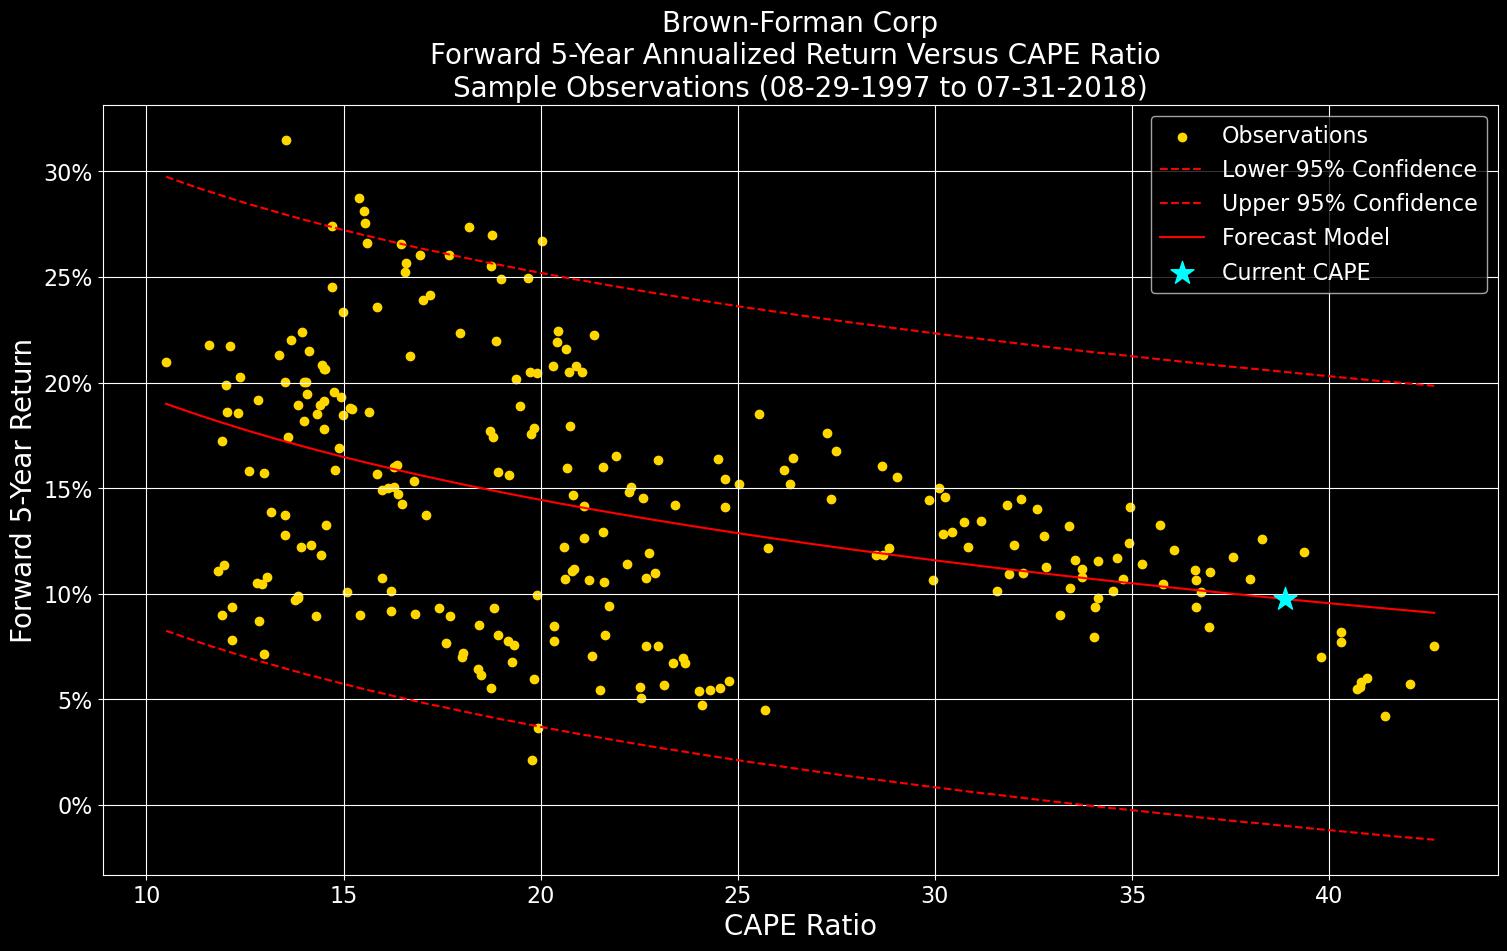 Brown-Forman Corp
Forward 5-Year Annualized Return Versus CAPE Ratio
Sample Observations (08-29-1997 to 07-31-2018)
Observations
Lower 95% Confidence
Upper 95% Confidence
Forecast Model
Current CAPE
Forward 5-Year Return
30%
25%
20%
15%
10%
5%
0%
10 15 20 25 30 35 40
CAPE Ratio